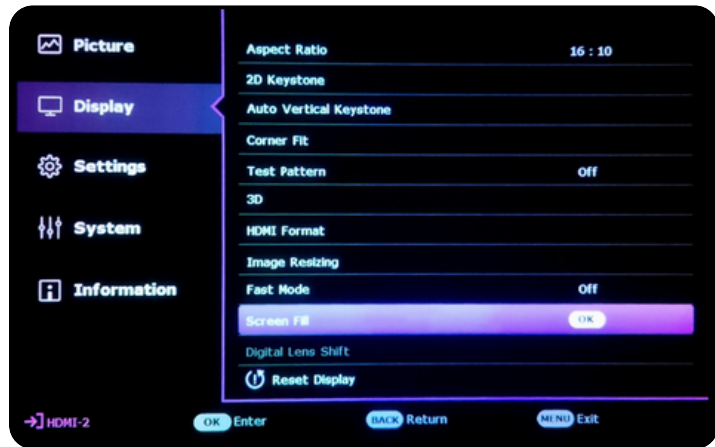 Picture
Display
Settings
System
Information
Aspect Ratio 16 : 10
2D Keystone
Auto Vertical Keystone
Corner Fit
Test Pattern Off
3D
HDMI Format
Image Resizing
Fast Mode Off
Screen Fill OK
Digital Lens Shift
Reset Display
HDMI-2 OK Enter BACK Return MENU Exit